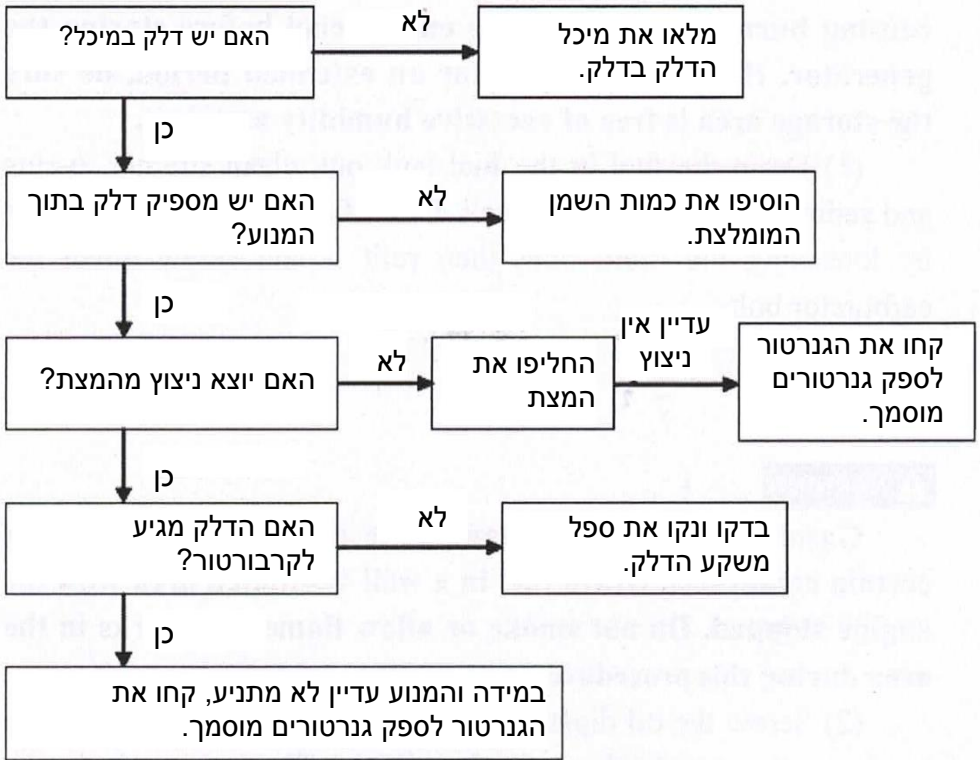 האם יש דלק במיכל?
לא
מלאו את מיכל
הדלק בדלק.
כן
האם יש מספיק דלק בתוך
המנוע?
לא
הוסיפו את כמות השמן
המומלצת.
כן
האם יוצא ניצוץ מהמצת?
לא
החליפו את
המצת
עדיין אין
ניצוץ
קחו את הגנרטור
לספק גנרטורים
מוסמך.
כן
האם הדלק מגיע
לקרבורטור?
לא
בדקו ונקו את ספל
משקע הדלק.
כן
במידה והמנוע עדיין לא מתניע, קחו את
הגנרטור לספק גנרטורים מוסמך.